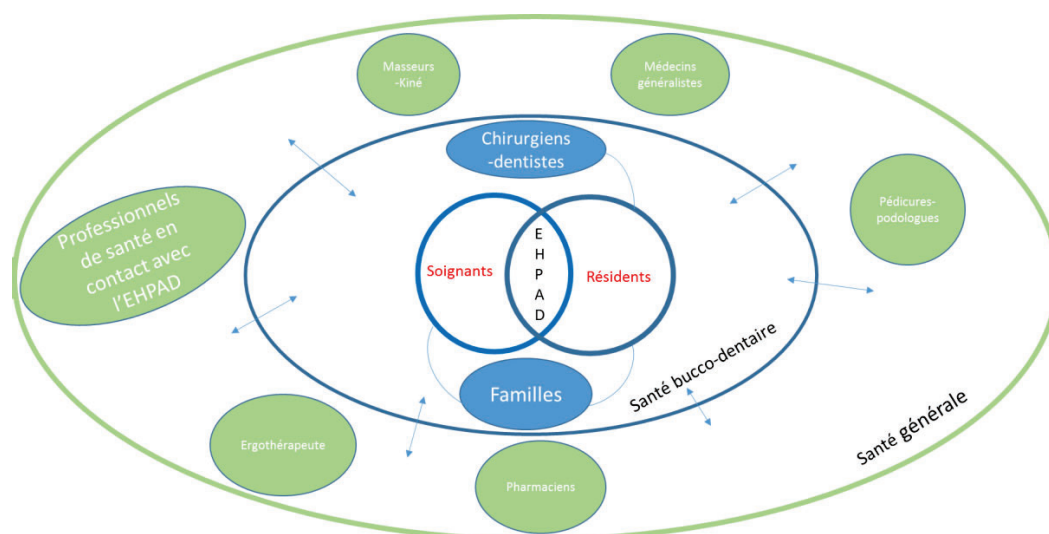 Masseurs
-Kiné
Médecins
généralistes
Chirurgiens
-dentistes
Pédicures-
podologues
Professionnels
de santé en
contact avec
l'EHPAD
Soignants
E
H
P
A
D
Résidents
Familles
Santé bucco-dentaire
Santé générale
Ergothérapeute
Pharmaciens